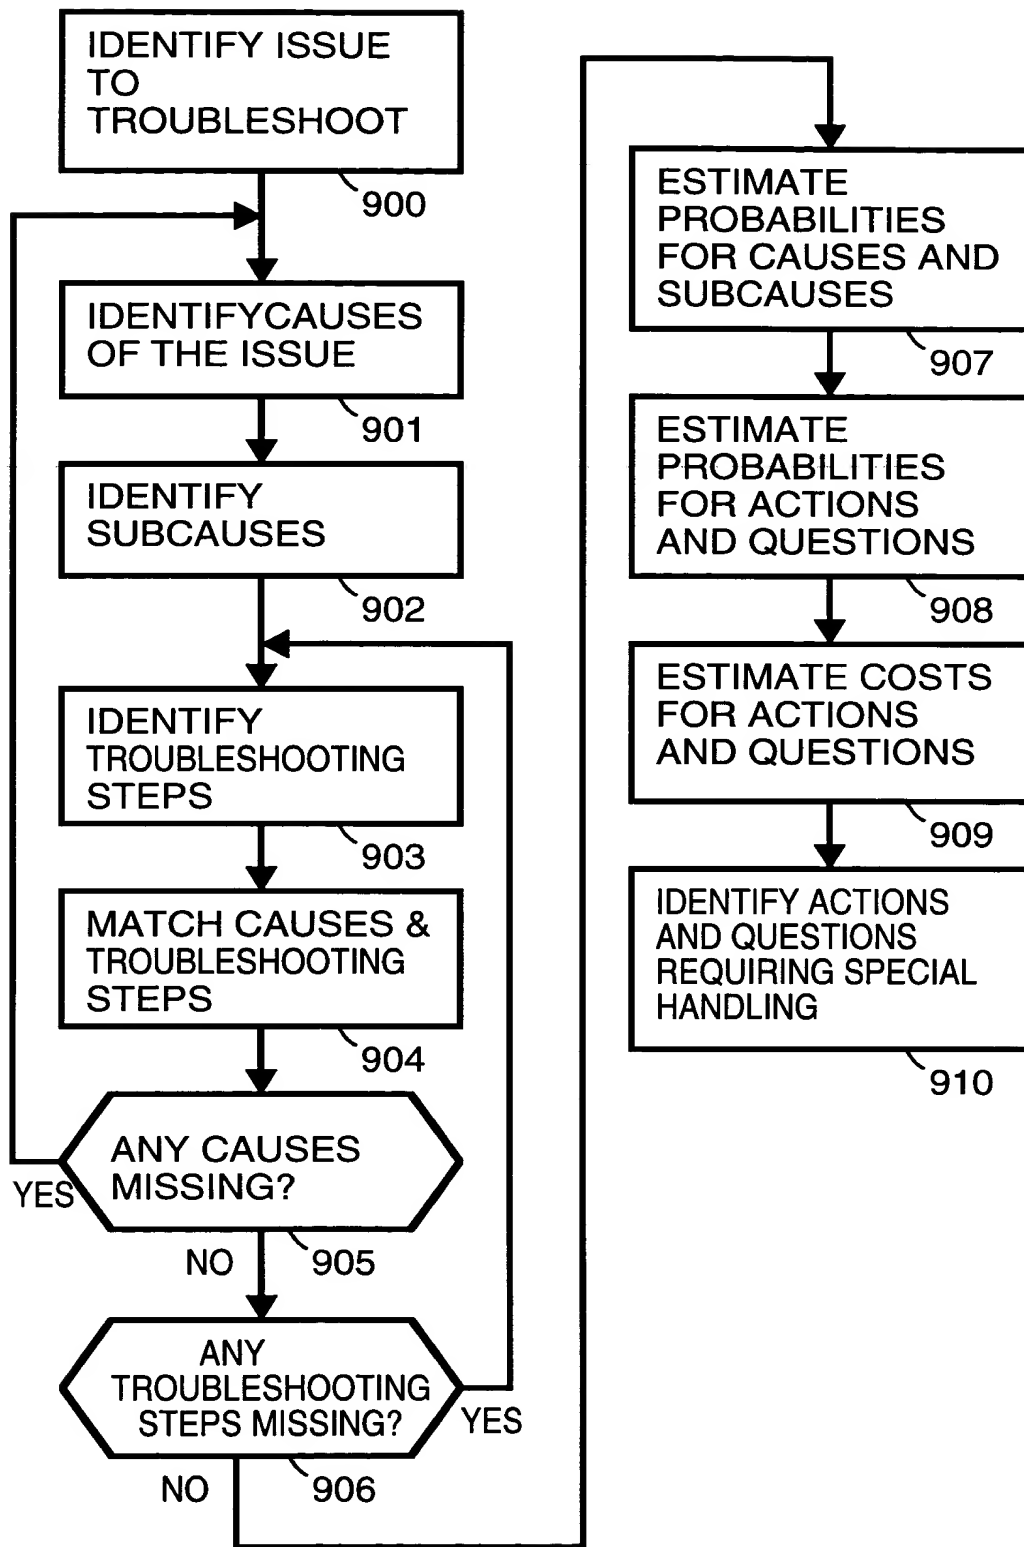 IDENTIFY ISSUE
TO
TROUBLESHOOT
900
IDENTIFYCAUSES
OF THE ISSUE
901
IDENTIFY
SUBCAUSES
902
IDENTIFY
TROUBLESHOOTING
STEPS
903
MATCH CAUSES &
TROUBLESHOOTING
STEPS
904
ANY CAUSES
MISSING?
YES
NO
905
ANY
TROUBLESHOOTING
STEPS MISSING?
YES
NO
906
ESTIMATE
PROBABILITIES
FOR CAUSES AND
SUBCAUSES
907
ESTIMATE
PROBABILITIES
FOR ACTIONS
AND QUESTIONS
908
ESTIMATE COSTS
FOR ACTIONS
AND QUESTIONS
909
IDENTIFY ACTIONS
AND QUESTIONS
REQUIRING SPECIAL
HANDLING
910